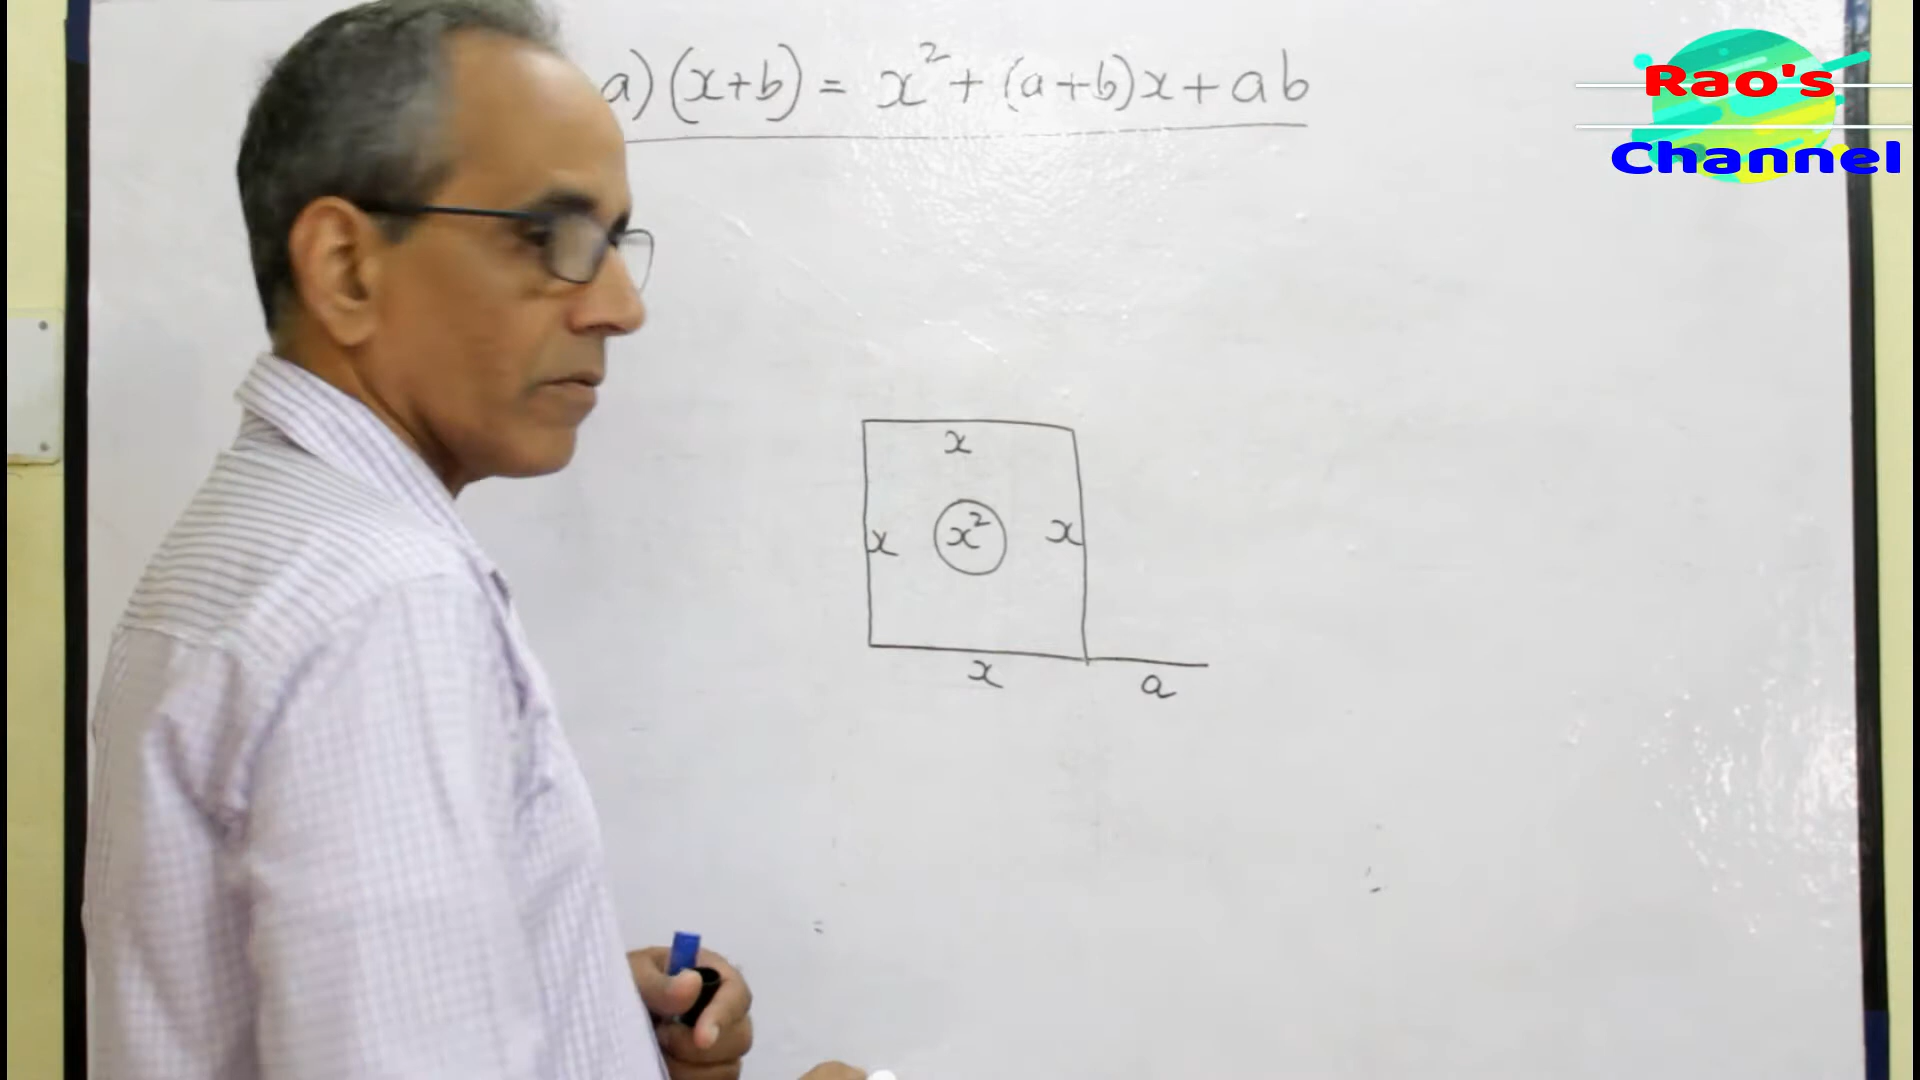 a)(x+b) = x²+(a+b)x+ab
Rao's
Channel
x
x x² x
x a